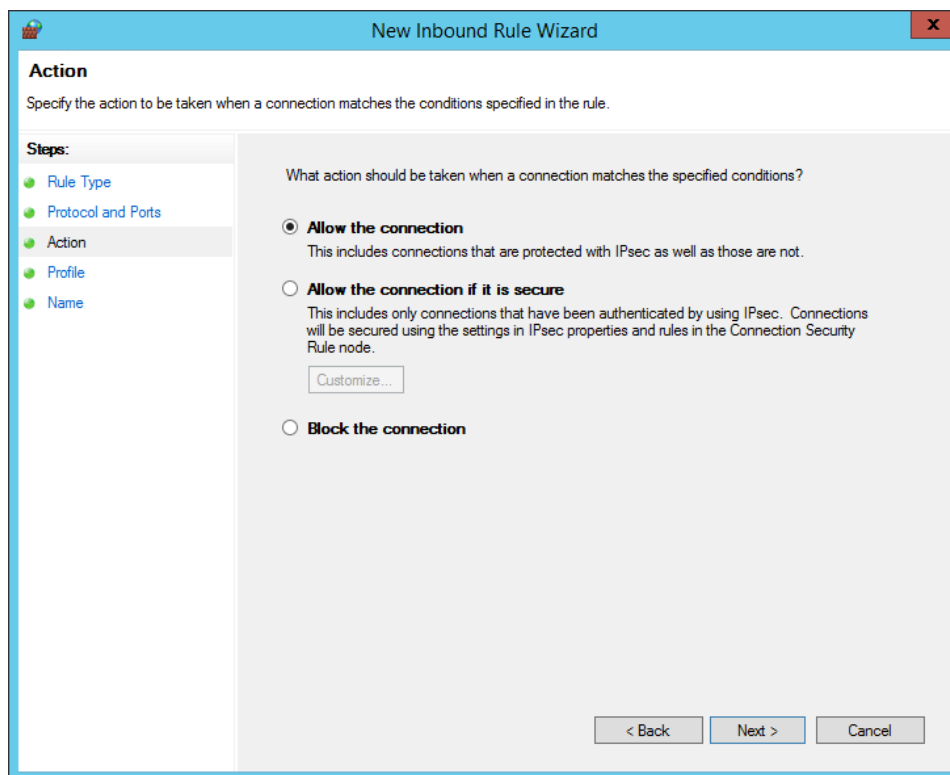 New Inbound Rule Wizard
x
Action
Specify the action to be taken when a connection matches the conditions specified in the rule.
Steps:
Rule Type
Protocol and Ports
Action
Profile
Name
What action should be taken when a connection matches the specified conditions?
Allow the connection
This includes connections that are protected with IPsec as well as those are not.
Allow the connection if it is secure
This includes only connections that have been authenticated by using IPsec. Connections
will be secured using the settings in IPsec properties and rules in the Connection Security
Rule node.
Customize...
Block the connection
< Back
Next >
Cancel